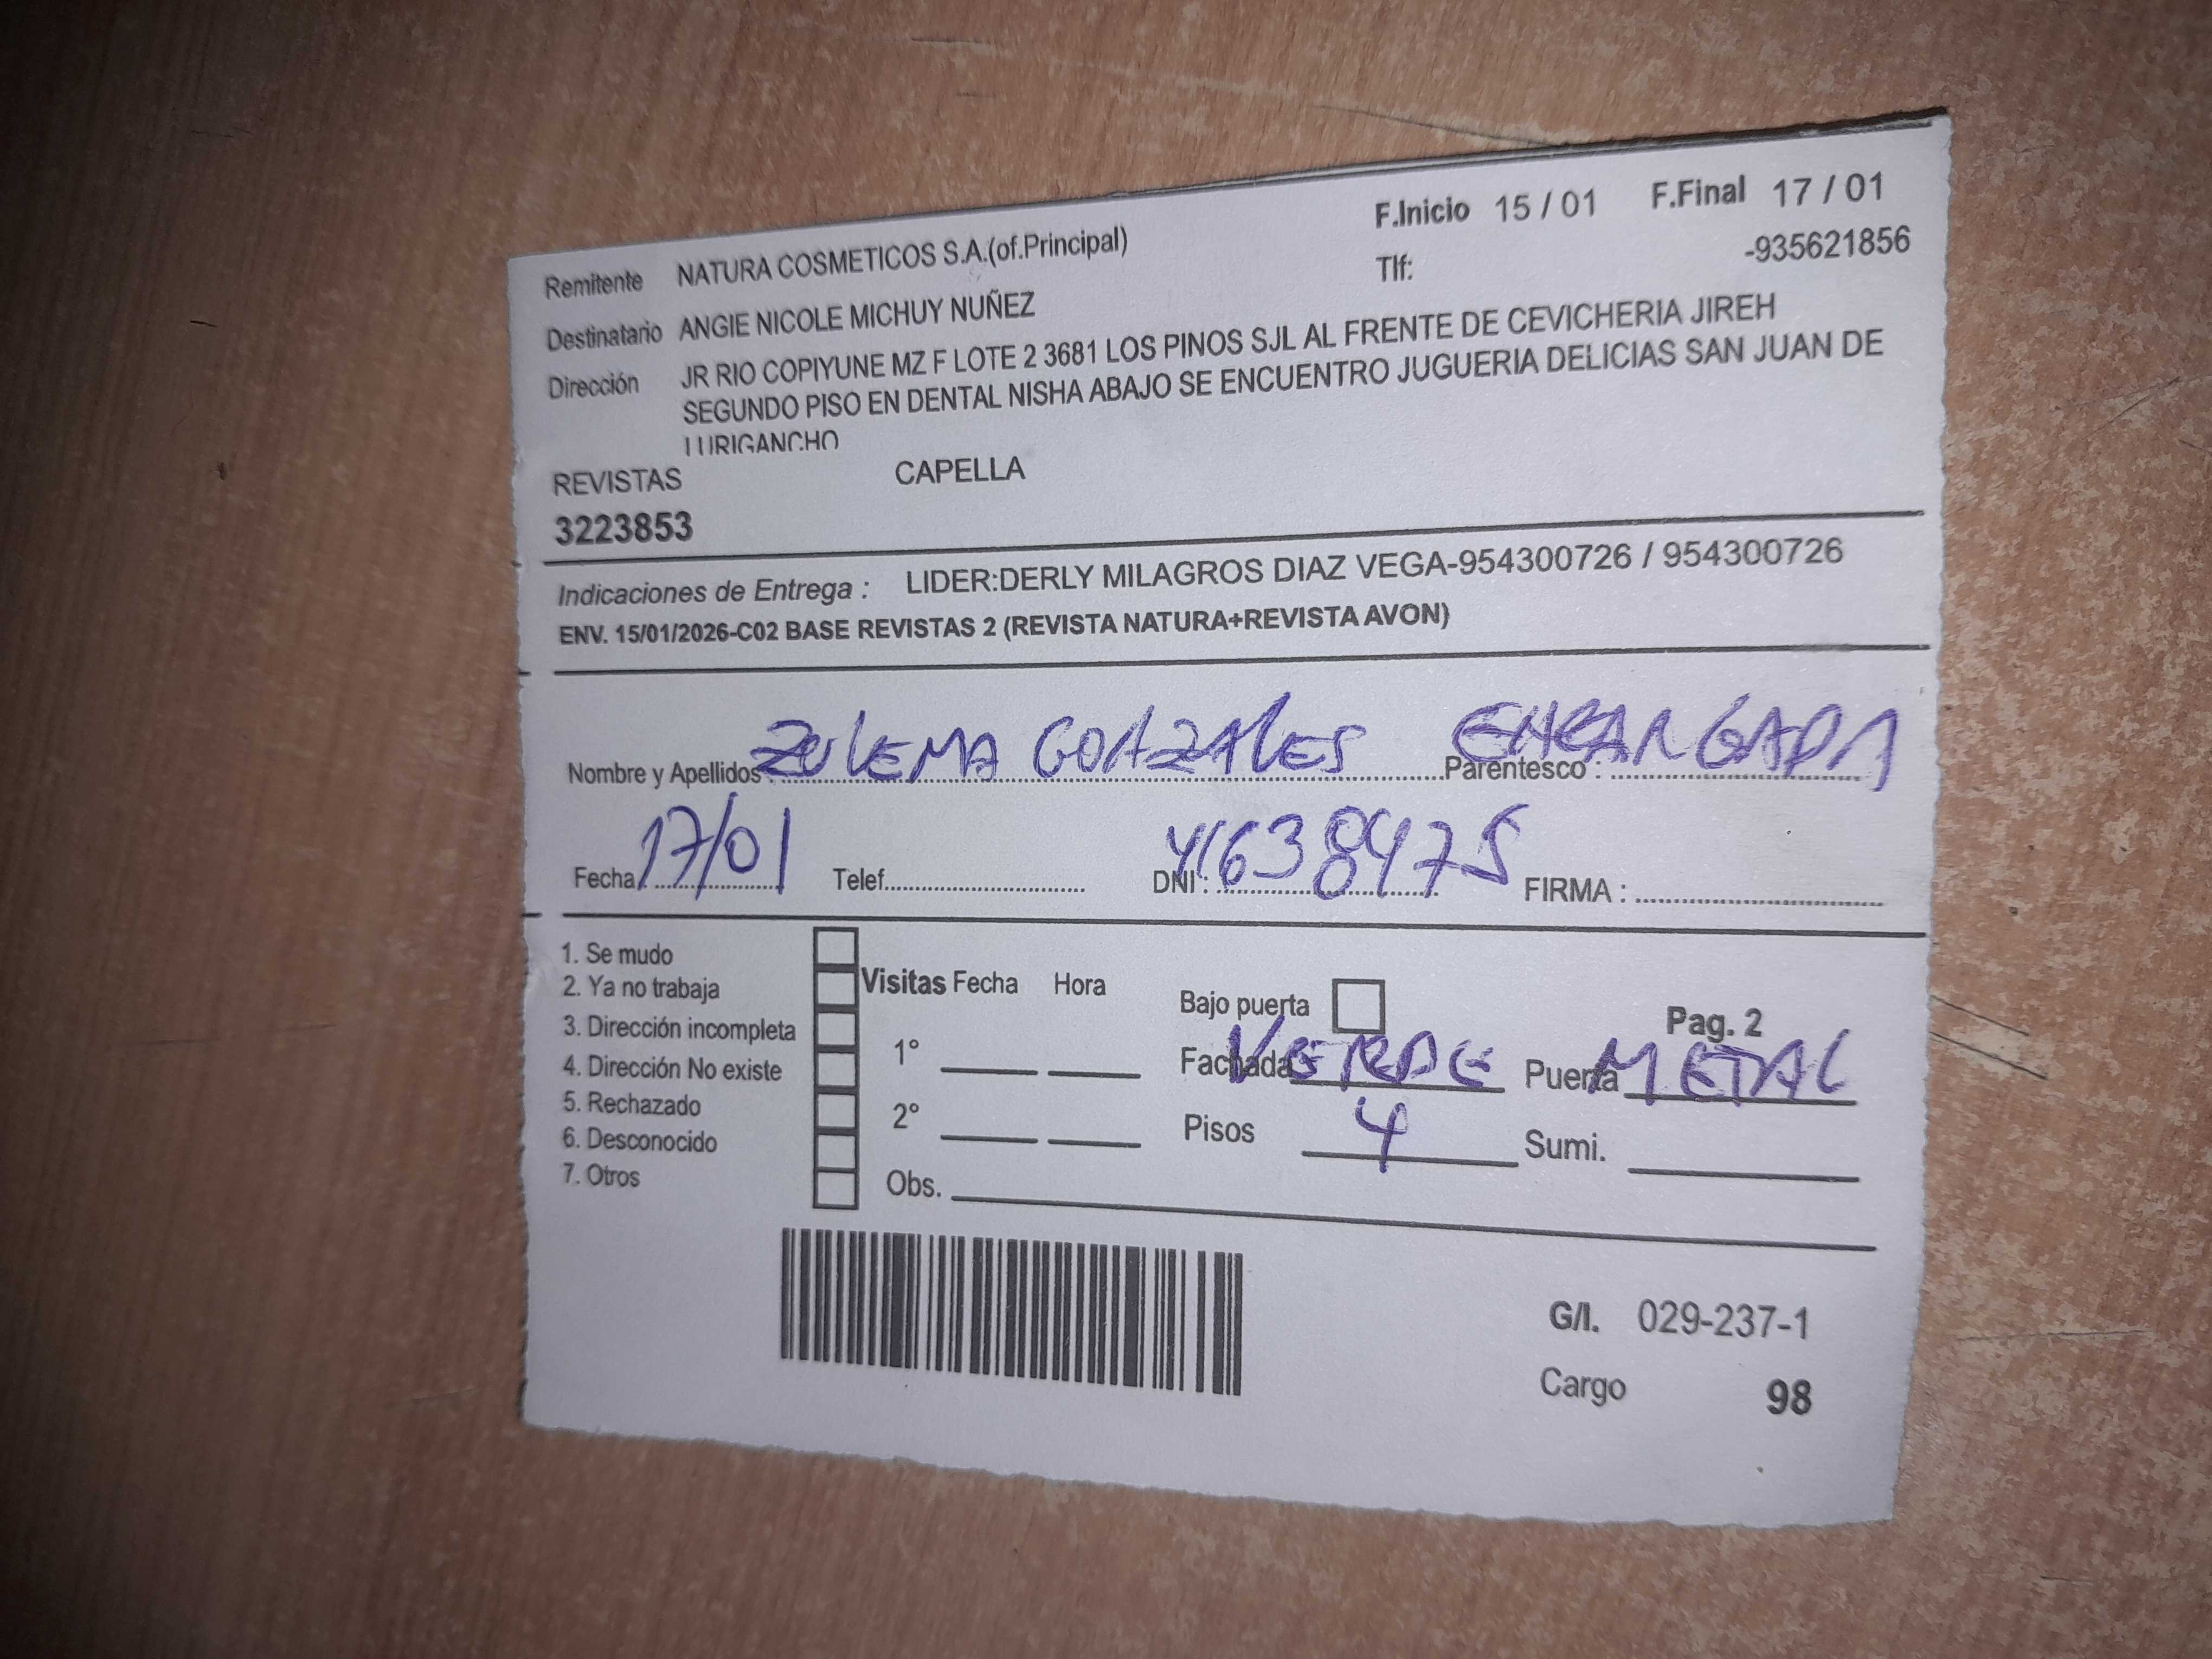 F.Inicio 15 / 01 F.Final 17 / 01
Remitente NATURA COSMETICOS S.A.(of.Principal) Tlf: -935621856
Destinatario ANGIE NICOLE MICHUY NUÑEZ
Dirección JR RIO COPIYUNE MZ F LOTE 2 3681 LOS PINOS SJL AL FRENTE DE CEVICHERIA JIREH
SEGUNDO PISO EN DENTAL NISHA ABAJO SE ENCUENTRO JUGUERIA DELICIAS SAN JUAN DE
LURIGANCHO
REVISTAS CAPELLA
3223853
Indicaciones de Entrega : LIDER:DERLY MILAGROS DIAZ VEGA-954300726 / 954300726
ENV. 15/01/2026-C02 BASE REVISTAS 2 (REVISTA NATURA+REVISTA AVON)
Nombre y Apellidos ZULEMA GONZALES Parentesco : ENCARGADA
Fecha 17/01 Telef. DNI : 41638475 FIRMA :
1. Se mudo
2. Ya no trabaja
3. Dirección incompleta
4. Dirección No existe
5. Rechazado
6. Desconocido
7. Otros
Visitas Fecha Hora
1°
2°
Obs.
Bajo puerta
Pag. 2
Fachada VERDE Puerta METAL
Pisos 4 Sumi.
G/I. 029-237-1
Cargo 98